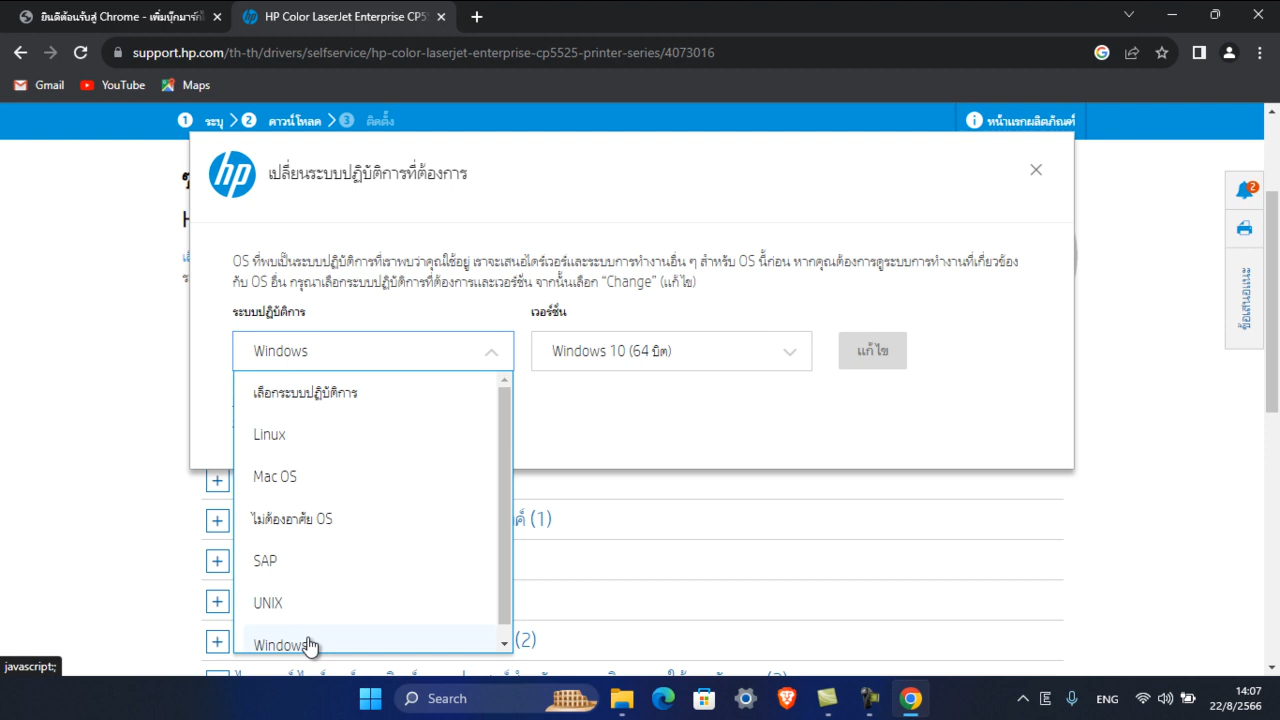 ยินดีต้อนรับสู่ Chrome - เพิ่มบุ๊กมาร์ก
HP Color LaserJet Enterprise CP5
support.hp.com/th-th/drivers/selfservice/hp-color-laserjet-enterprise-cp5525-printer-series/4073016
Gmail
YouTube
Maps
1 ระบุ
2 ดาวน์โหลด
3 ติดตั้ง
หน้าแรกผลิตภัณฑ์
hp
เปลี่ยนระบบปฏิบัติการที่ต้องการ
OS ที่พบเป็นระบบปฏิบัติการที่เราพบว่าคุณใช้อยู่ เราจะเสนอไดร์เวอร์และระบบการทำงานอื่น ๆ สำหรับ OS นี้ก่อน หากคุณต้องการดูระบบการทำงานที่เกี่ยวข้อง
กับ OS อื่น กรุณาเลือกระบบปฏิบัติการที่ต้องการและเวอร์ชั่น จากนั้นเลือก “Change” (แก้ไข)
ระบบปฏิบัติการ
เวอร์ชั่น
Windows
Windows 10 (64 บิต)
แก้ไข
เลือกระบบปฏิบัติการ
Linux
Mac OS
ไม่ต้องอาศัย OS
SAP
UNIX
Windows
(1)
(2)
2
ข้อเสนอแนะ
javascript:;
Search
ENG
14:07
22/8/2566